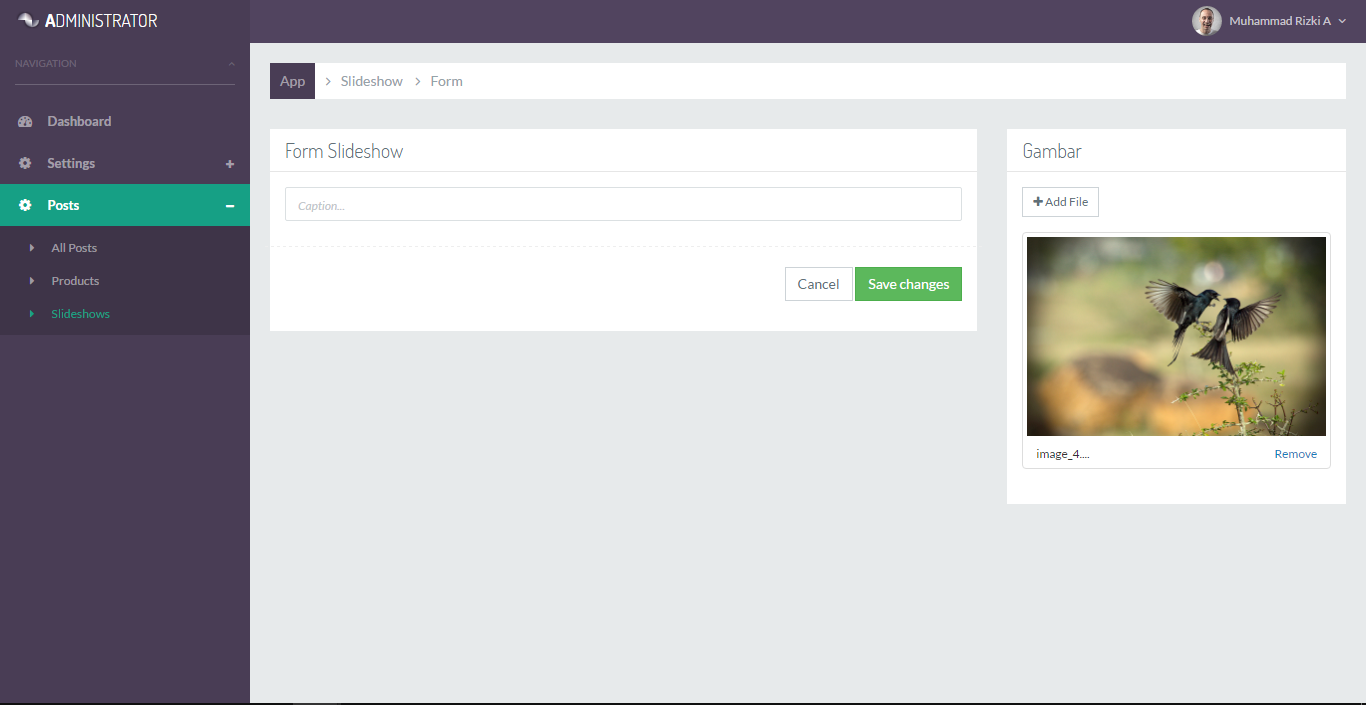 ADMINISTRATOR
Muhammad Rizki A
NAVIGATION
Dashboard
Settings
Posts
All Posts
Products
Slideshows
App > Slideshow > Form
Form Slideshow
Caption...
Cancel
Save changes
Gambar
Add File
image_4....
Remove